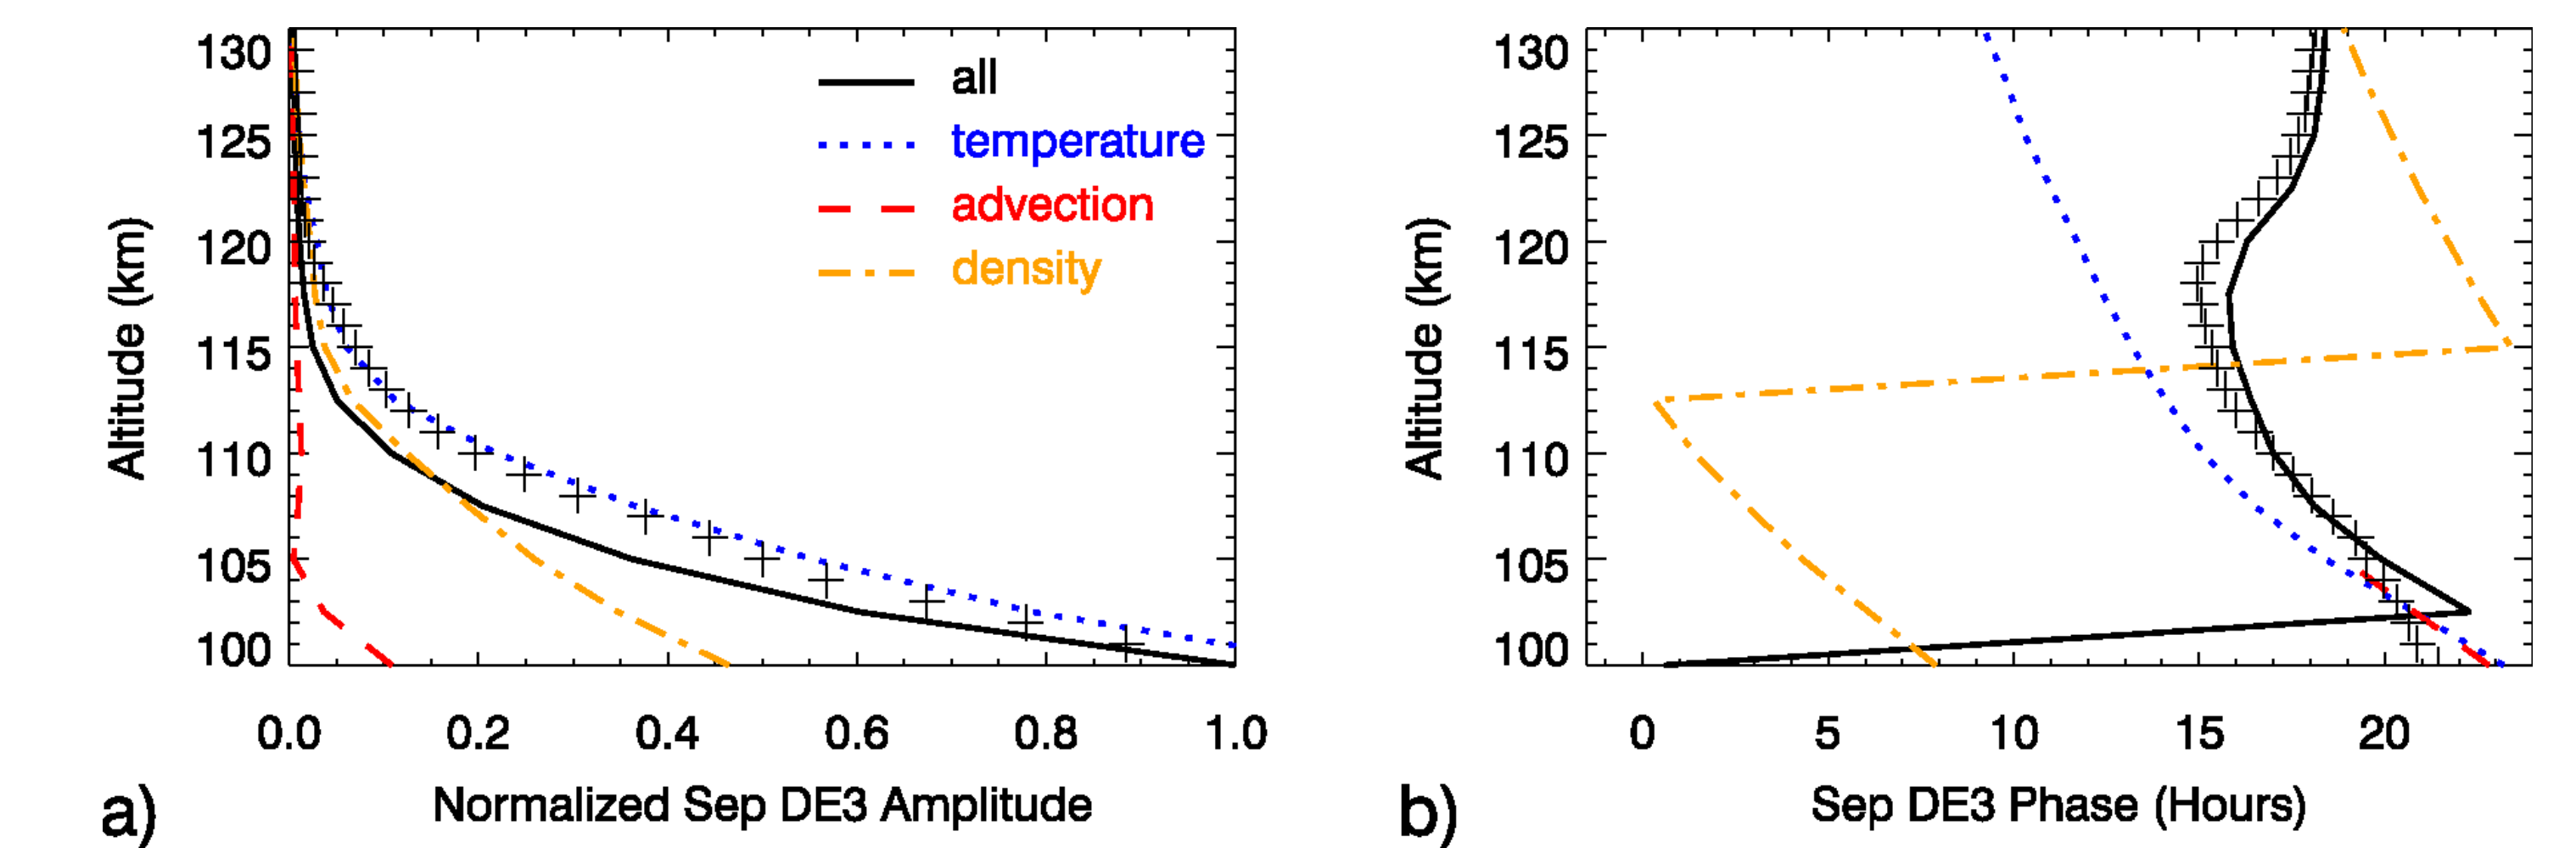 130
125
120
115
110
105
100
Altitude (km)
all
temperature
advection
density
0.0 0.2 0.4 0.6 0.8 1.0
Normalized Sep DE3 Amplitude
a)
130
125
120
115
110
105
100
Altitude (km)
0 5 10 15 20
Sep DE3 Phase (Hours)
b)